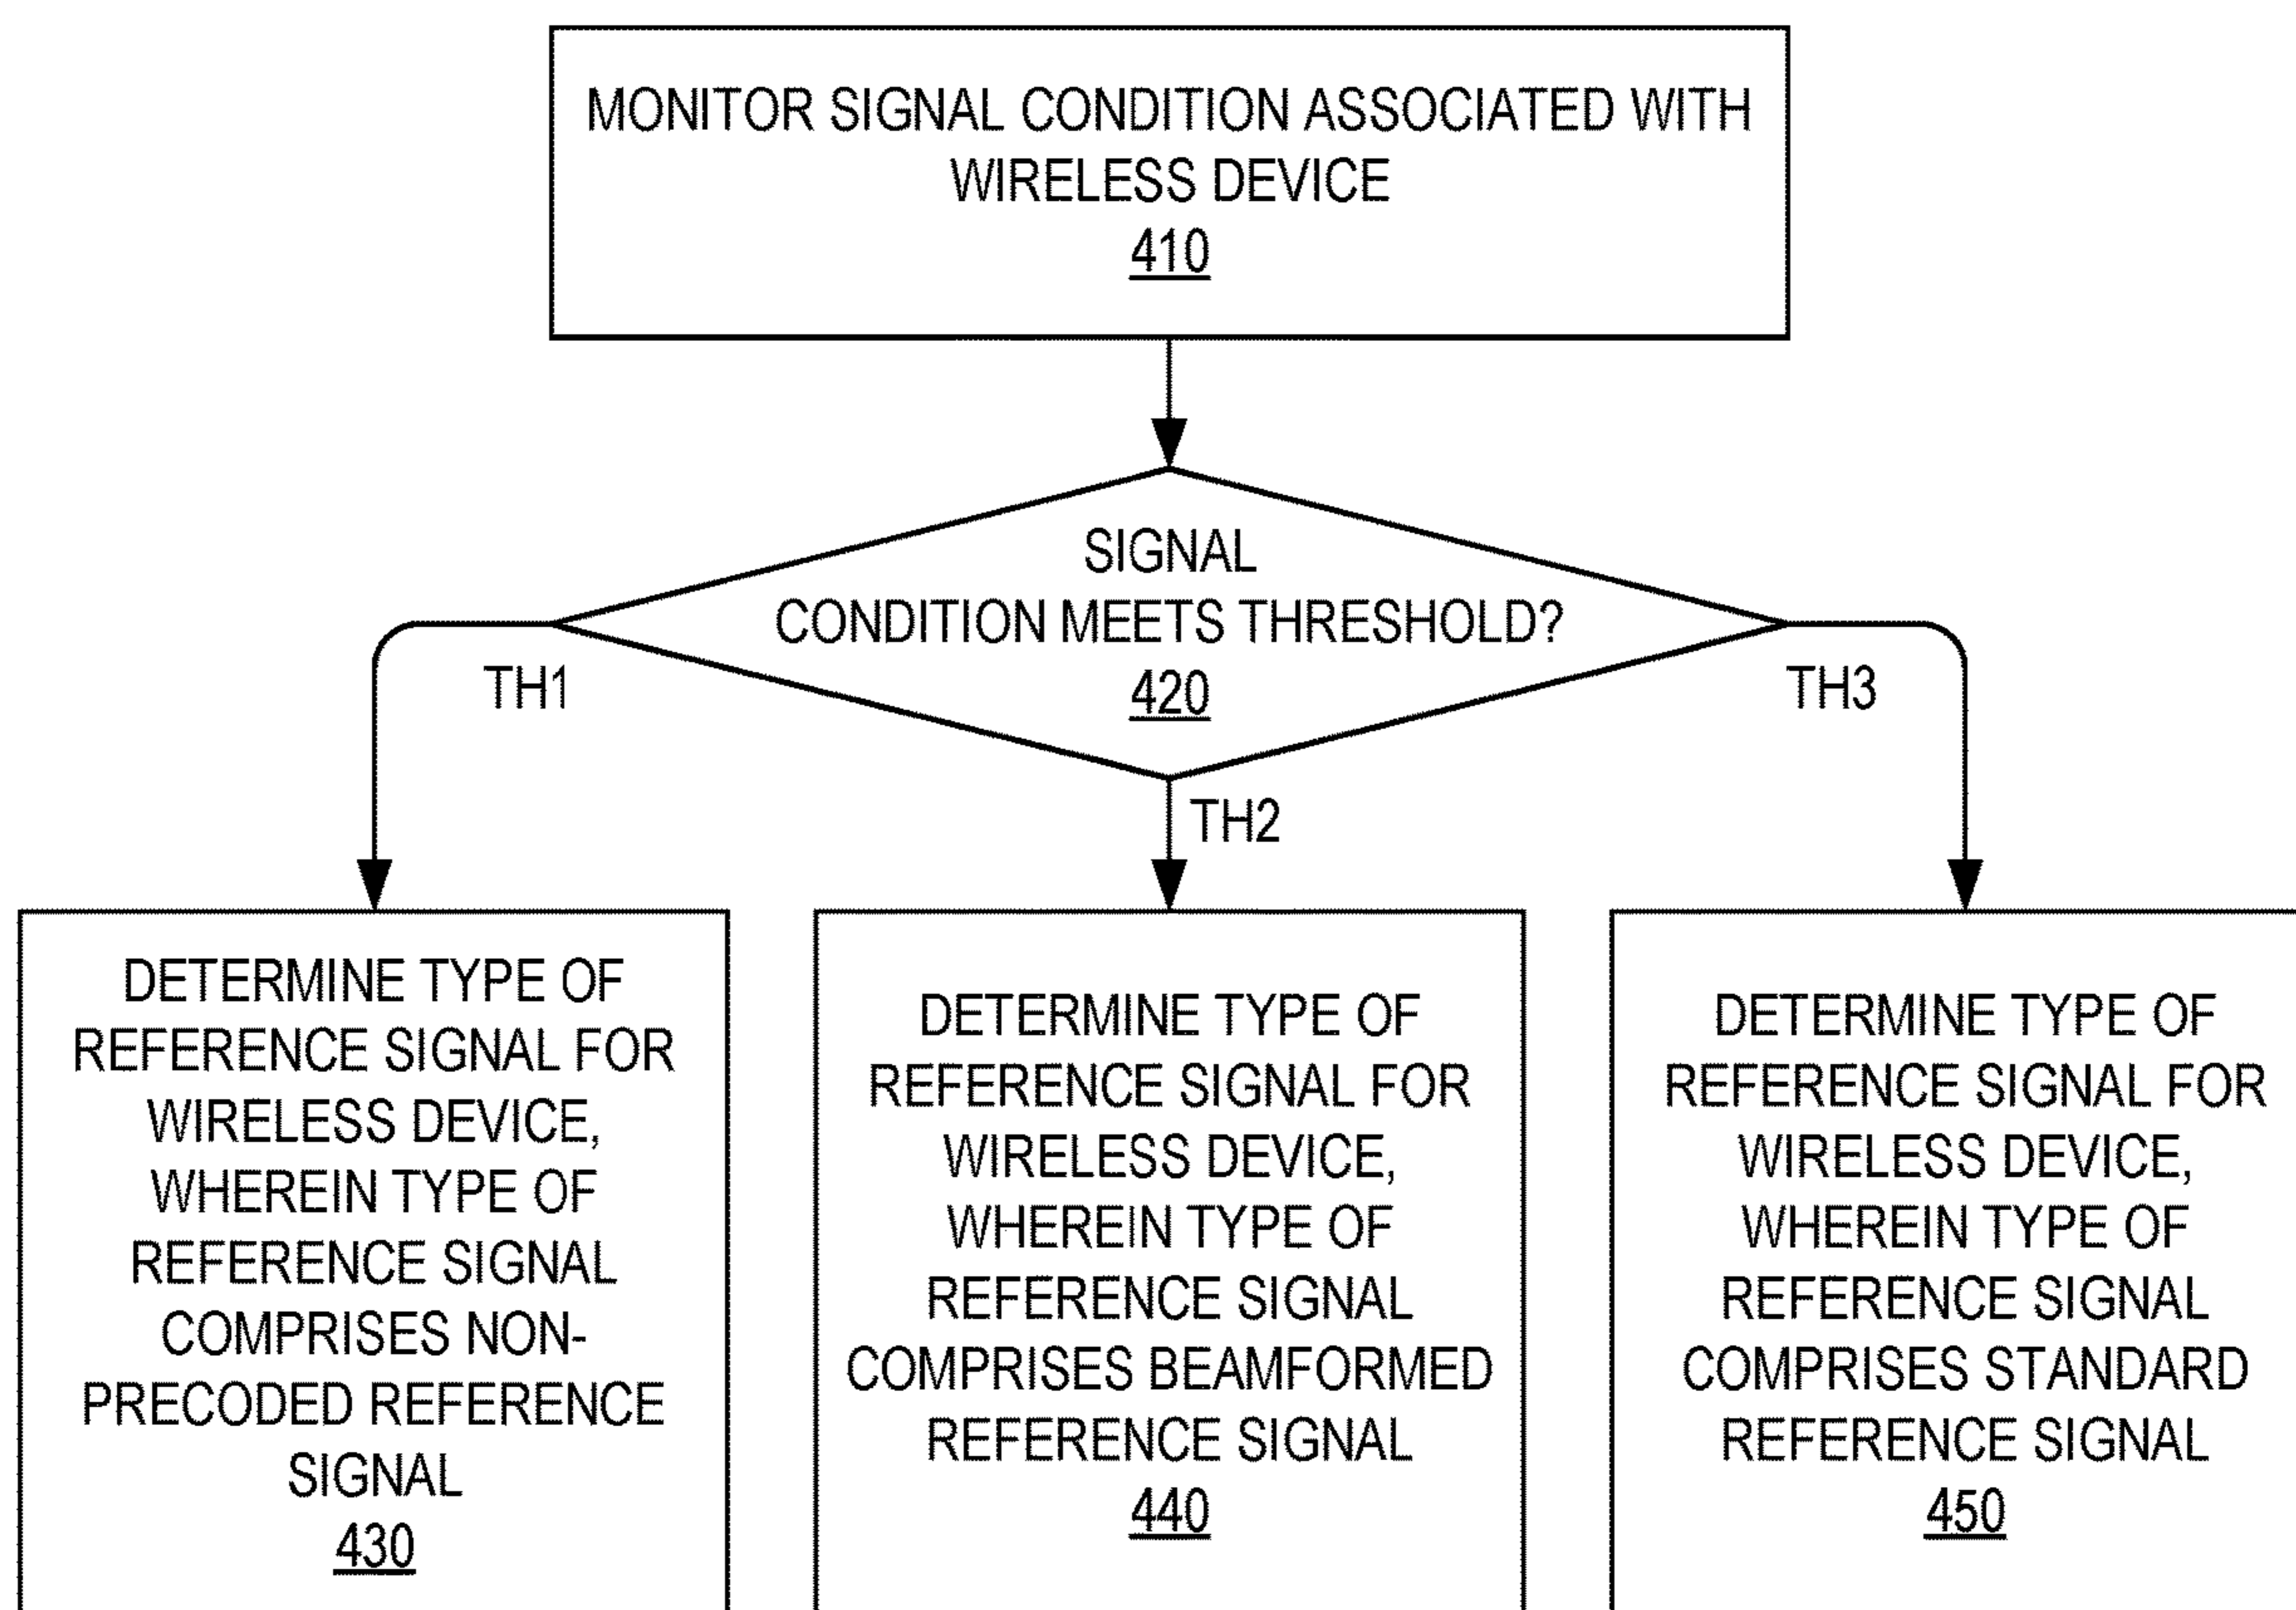 MONITOR SIGNAL CONDITION ASSOCIATED WITH
WIRELESS DEVICE
410
SIGNAL
CONDITION MEETS THRESHOLD?
420
TH1
TH2
TH3
DETERMINE TYPE OF
REFERENCE SIGNAL FOR
WIRELESS DEVICE,
WHEREIN TYPE OF
REFERENCE SIGNAL
COMPRISES NON-
PRECODED REFERENCE
SIGNAL
430
DETERMINE TYPE OF
REFERENCE SIGNAL FOR
WIRELESS DEVICE,
WHEREIN TYPE OF
REFERENCE SIGNAL
COMPRISES BEAMFORMED
REFERENCE SIGNAL
440
DETERMINE TYPE OF
REFERENCE SIGNAL FOR
WIRELESS DEVICE,
WHEREIN TYPE OF
REFERENCE SIGNAL
COMPRISES STANDARD
REFERENCE SIGNAL
450